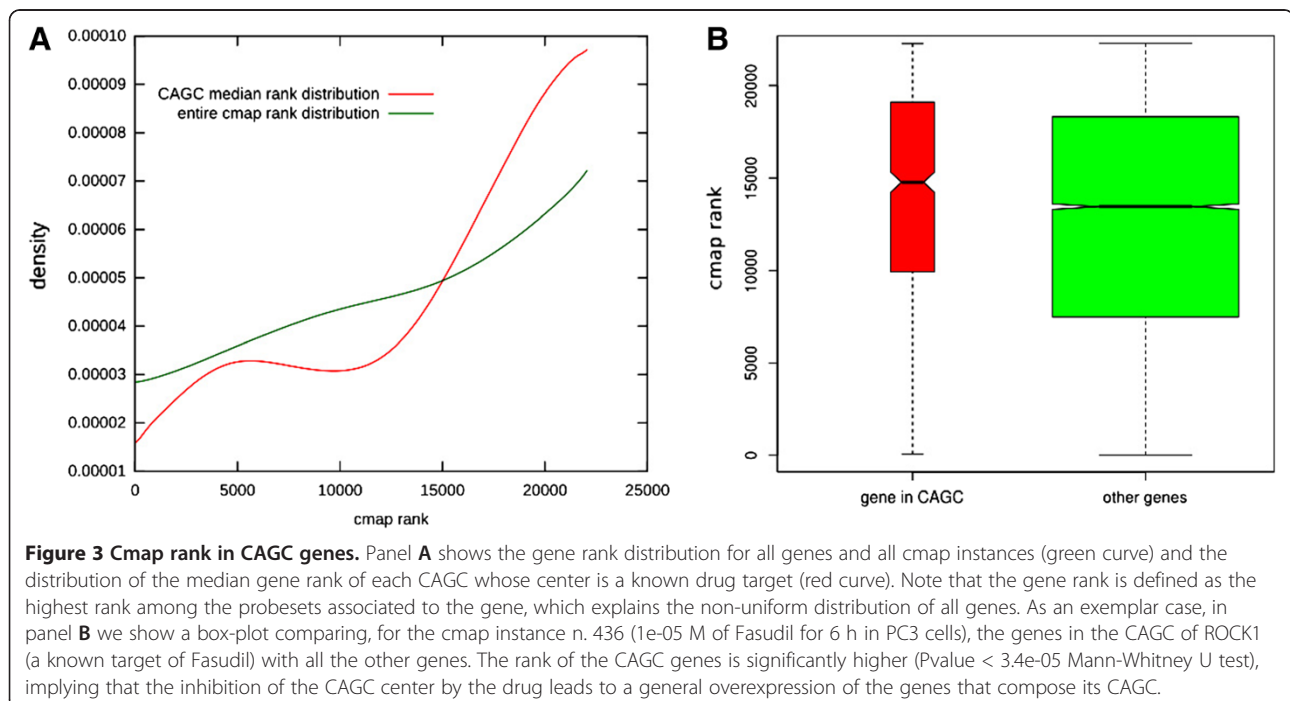 A
0.00010
0.00009
0.00008
0.00007
0.00006
0.00005
0.00004
0.00003
0.00002
0.00001
density
CAGC median rank distribution
entire cmap rank distribution
0
5000
10000
15000
20000
25000
cmap rank
B
20000
15000
10000
5000
0
cmap rank
gene in CAGC
other genes
Figure 3 Cmap rank in CAGC genes. Panel A shows the gene rank distribution for all genes and all cmap instances (green curve) and the
distribution of the median gene rank of each CAGC whose center is a known drug target (red curve). Note that the gene rank is defined as the
highest rank among the probesets associated to the gene, which explains the non-uniform distribution of all genes. As an exemplar case, in
panel B we show a box-plot comparing, for the cmap instance n. 436 (1e-05 M of Fasudil for 6 h in PC3 cells), the genes in the CAGC of ROCK1
(a known target of Fasudil) with all the other genes. The rank of the CAGC genes is significantly higher (Pvalue < 3.4e-05 Mann-Whitney U test),
implying that the inhibition of the CAGC center by the drug leads to a general overexpression of the genes that compose its CAGC.